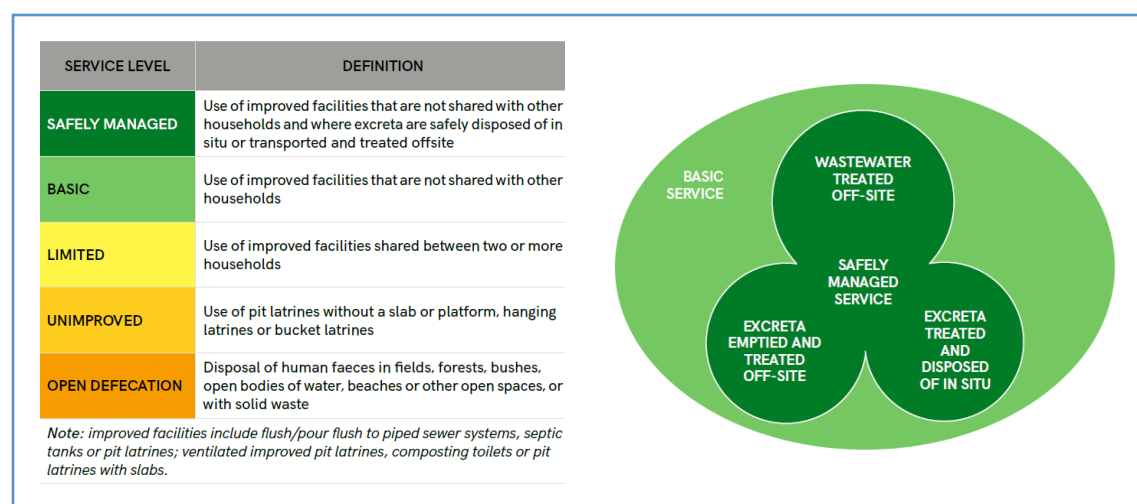 SERVICE LEVEL
DEFINITION
SAFELY MANAGED
Use of improved facilities that are not shared with other
households and where excreta are safely disposed of in
situ or transported and treated offsite
BASIC
Use of improved facilities that are not shared with other
households
LIMITED
Use of improved facilities shared between two or more
households
UNIMPROVED
Use of pit latrines without a slab or platform, hanging
latrines or bucket latrines
OPEN DEFECATION
Disposal of human faeces in fields, forests, bushes,
open bodies of water, beaches or other open spaces, or
with solid waste
Note: improved facilities include flush/pour flush to piped sewer systems, septic
tanks or pit latrines; ventilated improved pit latrines, composting toilets or pit
latrines with slabs.
BASIC
SERVICE
WASTEWATER
TREATED
OFF-SITE
SAFELY
MANAGED
SERVICE
EXCRETA
EMPTIED AND
TREATED
OFF-SITE
EXCRETA
TREATED
AND
DISPOSED
OF IN SITU